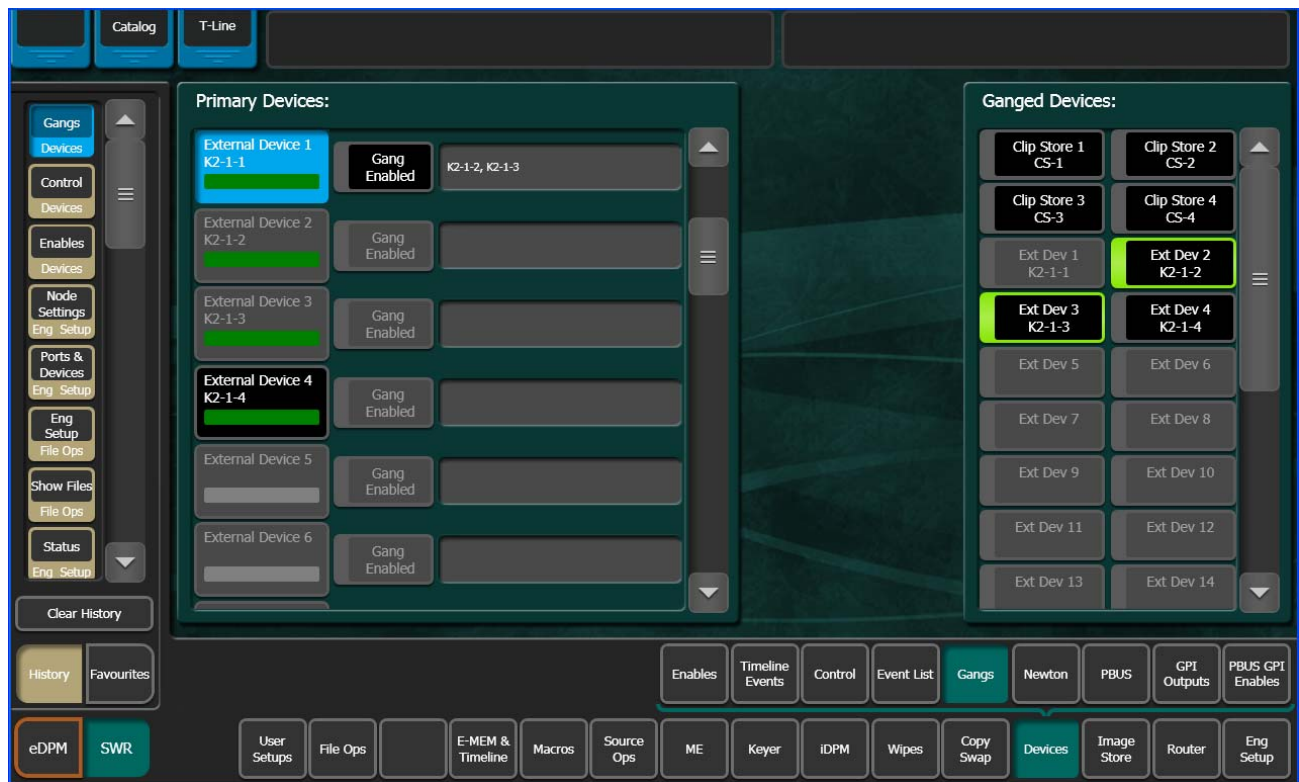 Catalog
T-Line
Gangs
Devices
Control
Devices
Enables
Devices
Node
Settings
Eng Setup
Ports &
Devices
Eng Setup
Eng
Setup
File Ops
Show Files
File Ops
Status
Eng Setup
Clear History
History
Favourites
Primary Devices:
External Device 1
K2-1-1
Gang
Enabled
K2-1-2, K2-1-3
External Device 2
K2-1-2
Gang
Enabled
External Device 3
K2-1-3
Gang
Enabled
External Device 4
K2-1-4
Gang
Enabled
External Device 5
Gang
Enabled
External Device 6
Gang
Enabled
Ganged Devices:
Clip Store 1
CS-1
Clip Store 2
CS-2
Clip Store 3
CS-3
Clip Store 4
CS-4
Ext Dev 1
K2-1-1
Ext Dev 2
K2-1-2
Ext Dev 3
K2-1-3
Ext Dev 4
K2-1-4
Ext Dev 5
Ext Dev 6
Ext Dev 7
Ext Dev 8
Ext Dev 9
Ext Dev 10
Ext Dev 11
Ext Dev 12
Ext Dev 13
Ext Dev 14
Enables
Timeline
Events
Control
Event List
Gangs
Newton
PBUS
GPI
Outputs
PBUS GPI
Enables
eDPM
SWR
User
Setups
File Ops
E-MEM &
Timeline
Macros
Source
Ops
ME
Keyer
iDPM
Wipes
Copy
Swap
Devices
Image
Store
Router
Eng
Setup